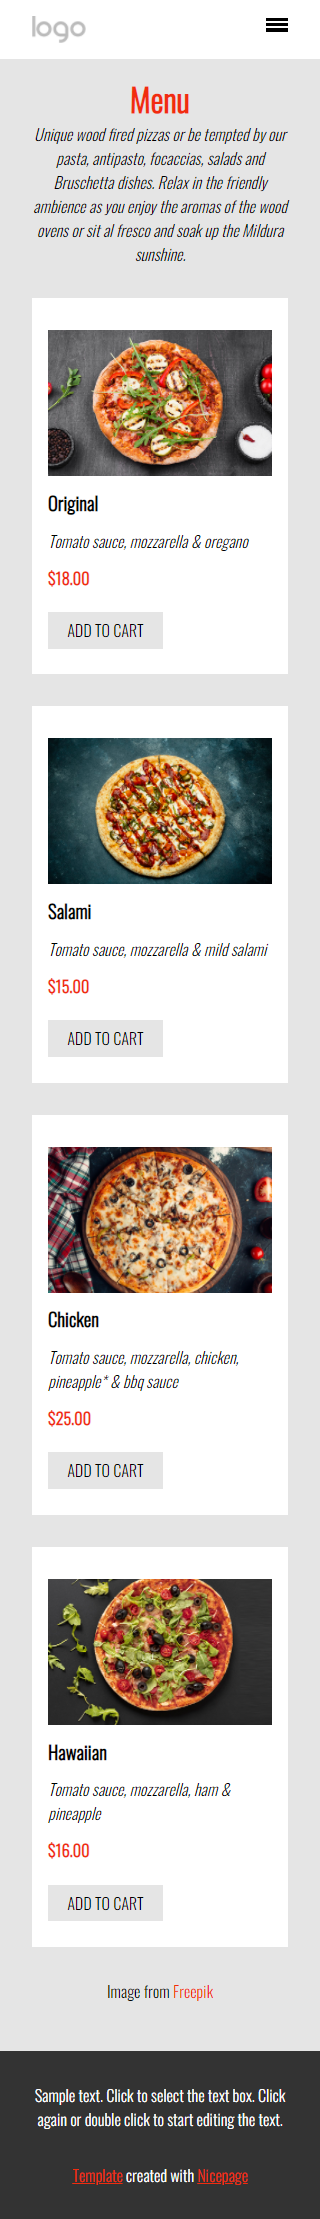 logo
Menu
Unique wood fired pizzas or be tempted by our
pasta, antipasto, focaccias, salads and
Bruschetta dishes. Relax in the friendly
ambience as you enjoy the aromas of the wood
ovens or sit al fresco and soak up the Mildura
sunshine.
Original
Tomato sauce, mozzarella & oregano
$18.00
ADD TO CART
Salami
Tomato sauce, mozzarella & mild salami
$15.00
ADD TO CART
Chicken
Tomato sauce, mozzarella, chicken,
pineapple* & bbq sauce
$25.00
ADD TO CART
Hawaiian
Tomato sauce, mozzarella, ham &
pineapple
$16.00
ADD TO CART
Image from Freepik
Sample text. Click to select the text box. Click
again or double click to start editing the text.
Template created with Nicepage